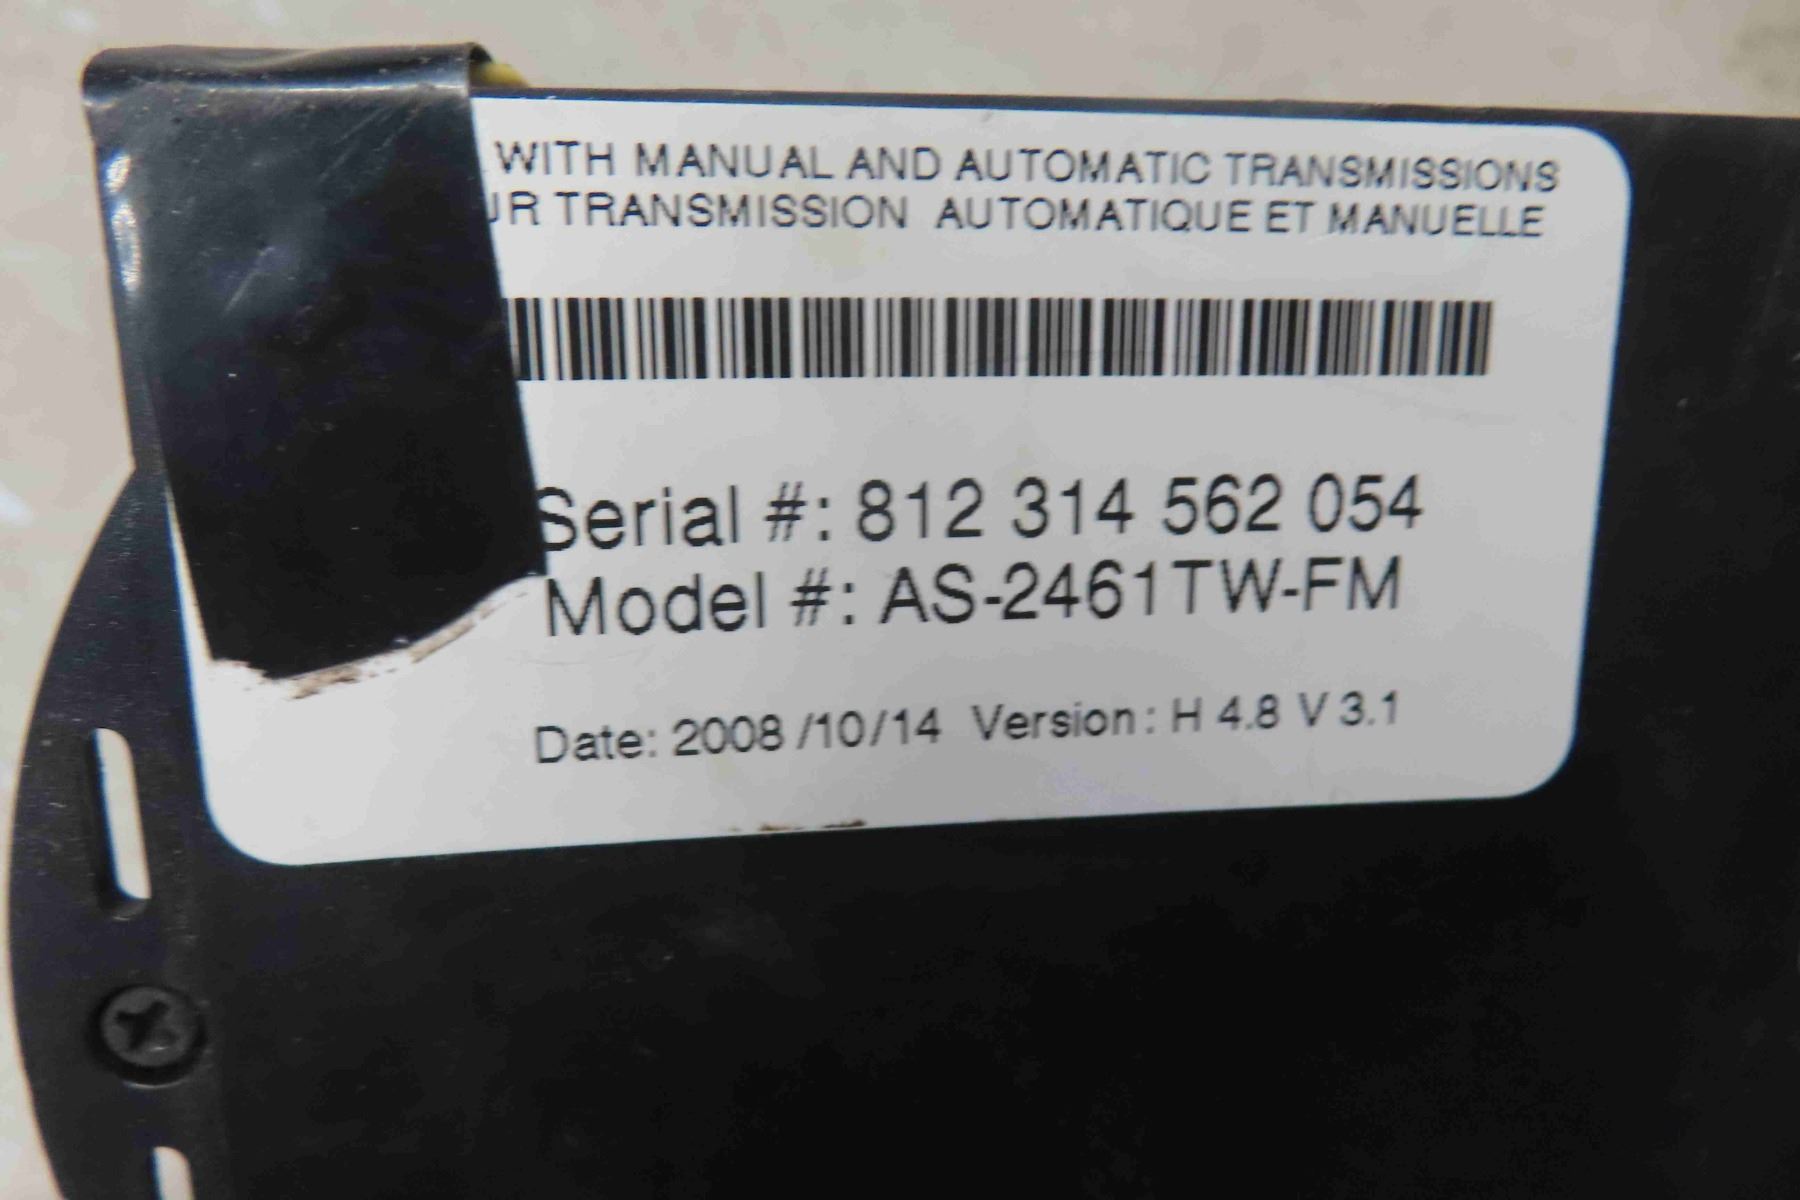 WITH MANUAL AND AUTOMATIC TRANSMISSIONS
TRANSMISSION AUTOMATIQUE ET MANUELLE
Serial #: 812 314 562 054
Model #: AS-2461TW-FM
Date: 2008 /10/14 Version: H 4.8 V 3.1